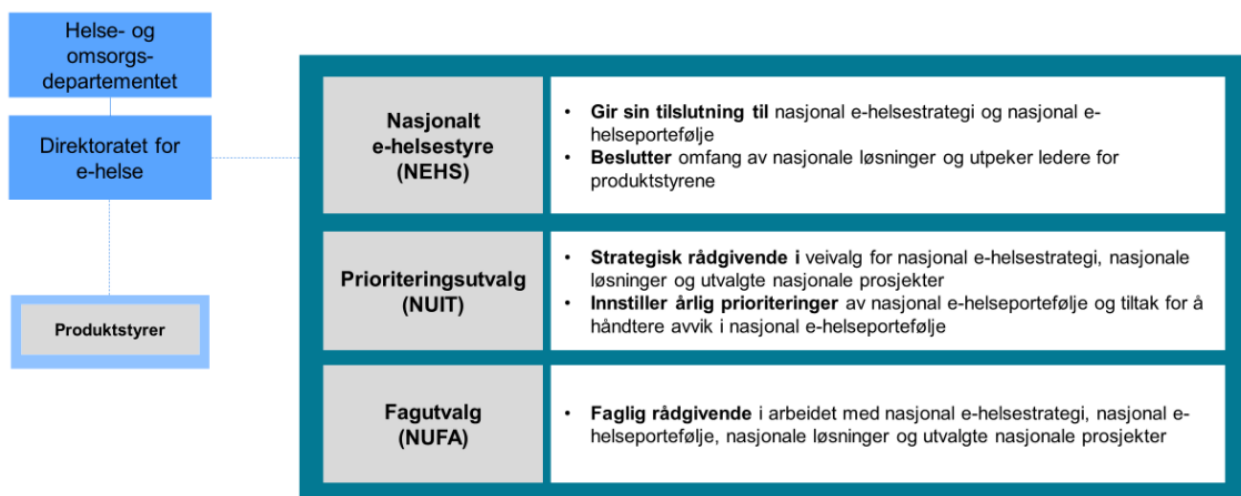 Helse- og
omsorgs-
departementet
Direktoratet for
e-helse
Produktstyrer
Nasjonalt
e-helsestyre
(NEHS)
• Gir sin tilslutning til nasjonal e-helsestrategi og nasjonal e-
helseportefølje
• Beslutter omfang av nasjonale løsninger og utpeker ledere for
produktstyrene
Prioriteringsutvalg
(NUIT)
• Strategisk rådgivende i veivalg for nasjonal e-helsestrategi, nasjonale
løsninger og utvalgte nasjonale prosjekter
• Innstiller årlig prioriteringer av nasjonal e-helseportefølje og tiltak for å
håndtere avvik i nasjonal e-helseportefølje
Fagutvalg
(NUFA)
• Faglig rådgivende i arbeidet med nasjonal e-helsestrategi, nasjonal e-
helseportefølje, nasjonale løsninger og utvalgte nasjonale prosjekter